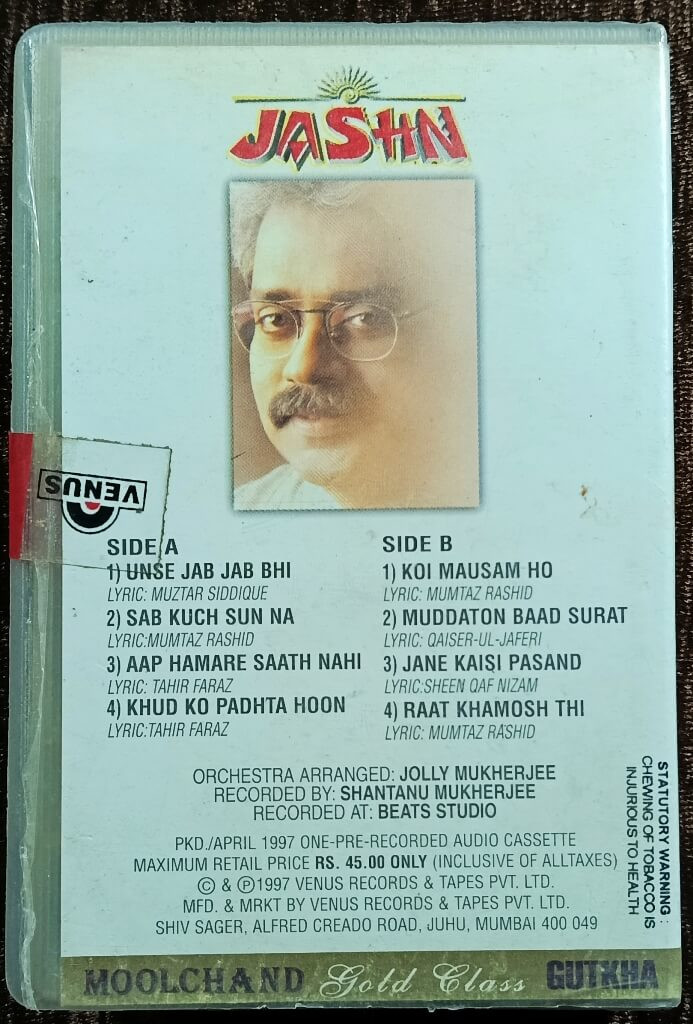 JASHN
VENUS
SIDE A
1) UNSE JAB JAB BHI
LYRIC: MUZTAR SIDDIQUE
2) SAB KUCH SUN NA
LYRIC:MUMTAZ RASHID
3) AAP HAMARE SAATH NAHI
LYRIC: TAHIR FARAZ
4) KHUD KO PADHTA HOON
LYRIC:TAHIR FARAZ
SIDE B
1) KOI MAUSAM HO
LYRIC: MUMTAZ RASHID
2) MUDDATON BAAD SURAT
LYRIC: QAISER-UL-JAFERI
3) JANE KAISI PASAND
LYRIC:SHEEN QAF NIZAM
4) RAAT KHAMOSH THI
LYRIC: MUMTAZ RASHID
ORCHESTRA ARRANGED: JOLLY MUKHERJEE
RECORDED BY: SHANTANU MUKHERJEE
RECORDED AT: BEATS STUDIO
PKD./APRIL 1997 ONE-PRE-RECORDED AUDIO CASSETTE
MAXIMUM RETAIL PRICE RS. 45.00 ONLY (INCLUSIVE OF ALLTAXES)
© & ℗1997 VENUS RECORDS & TAPES PVT. LTD.
MFD. & MRKT BY VENUS RECORDS & TAPES PVT. LTD.
SHIV SAGER, ALFRED CREADO ROAD, JUHU, MUMBAI 400 049
STATUTORY WARNING :
CHEWING OF TOBACCO IS
INJURIOUS TO HEALTH
MOOLCHAND Gold Class GUTKHA